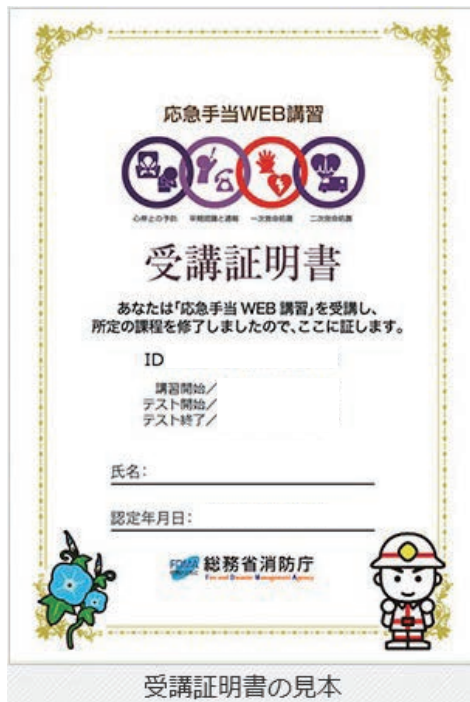 応急手当WEB講習
心停止の予防 早期認識と通報 一次救命処置 二次救命処置
受講証明書
あなたは「応急手当 WEB 講習」を受講し、
所定の課程を修了しましたので、ここに証します。
ID
講習開始/
テスト開始/
テスト終了/
氏名:
認定年月日:
FDMA 総務省消防庁
Fire and Disaster Management Agency
受講証明書の見本